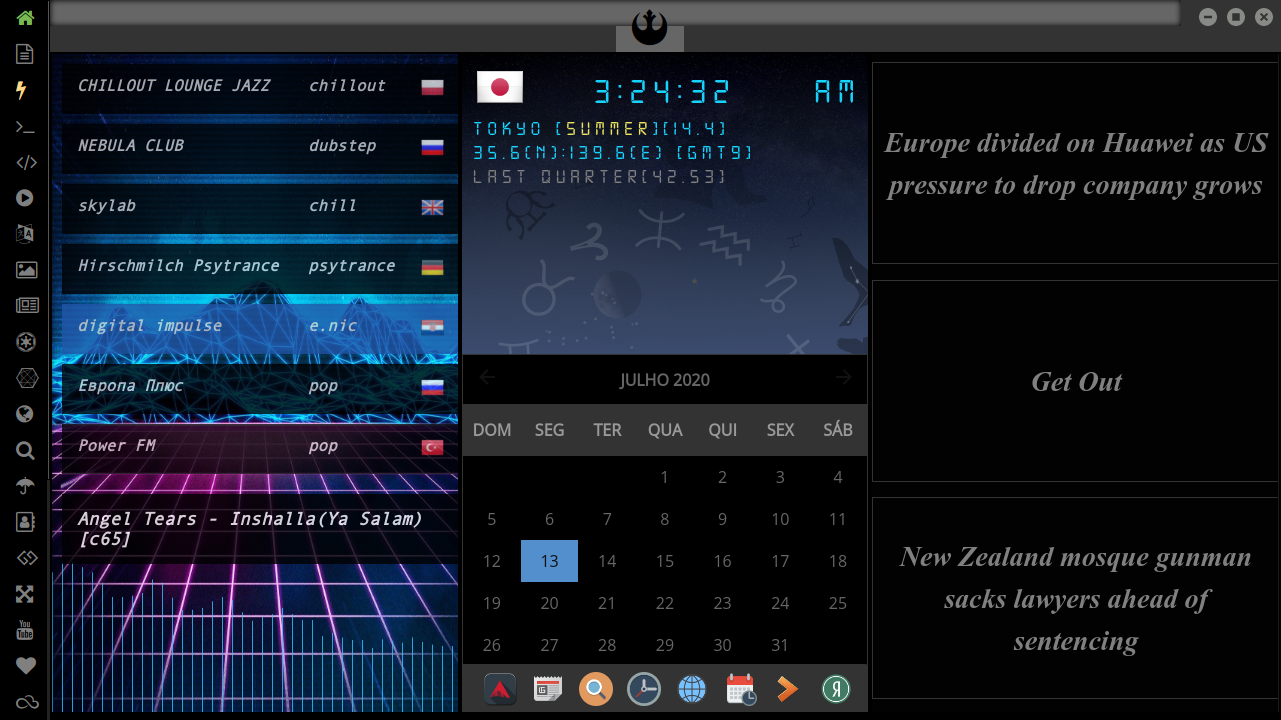 CHILLOUT LOUNGE JAZZ chillout
NEBULA CLUB dubstep
skylab chill
Hirschmilch Psytrance psytrance
digital impulse e.nic
Европа Плюс pop
Power FM pop
Angel Tears - Inshalla(Ya Salam)
[c65]
3:24:32 AM
TOKYO [SUMMER][14.4]
35.6(N):139.6(E) [GMT9]
LAST QUARTER[42.53]
JULHO 2020
DOM SEG TER QUA QUI SEX SÁB
1 2 3 4
5 6 7 8 9 10 11
12 13 14 15 16 17 18
19 20 21 22 23 24 25
26 27 28 29 30 31
Europe divided on Huawei as US
pressure to drop company grows
Get Out
New Zealand mosque gunman
sacks lawyers ahead of
sentencing
You
Tube
Я